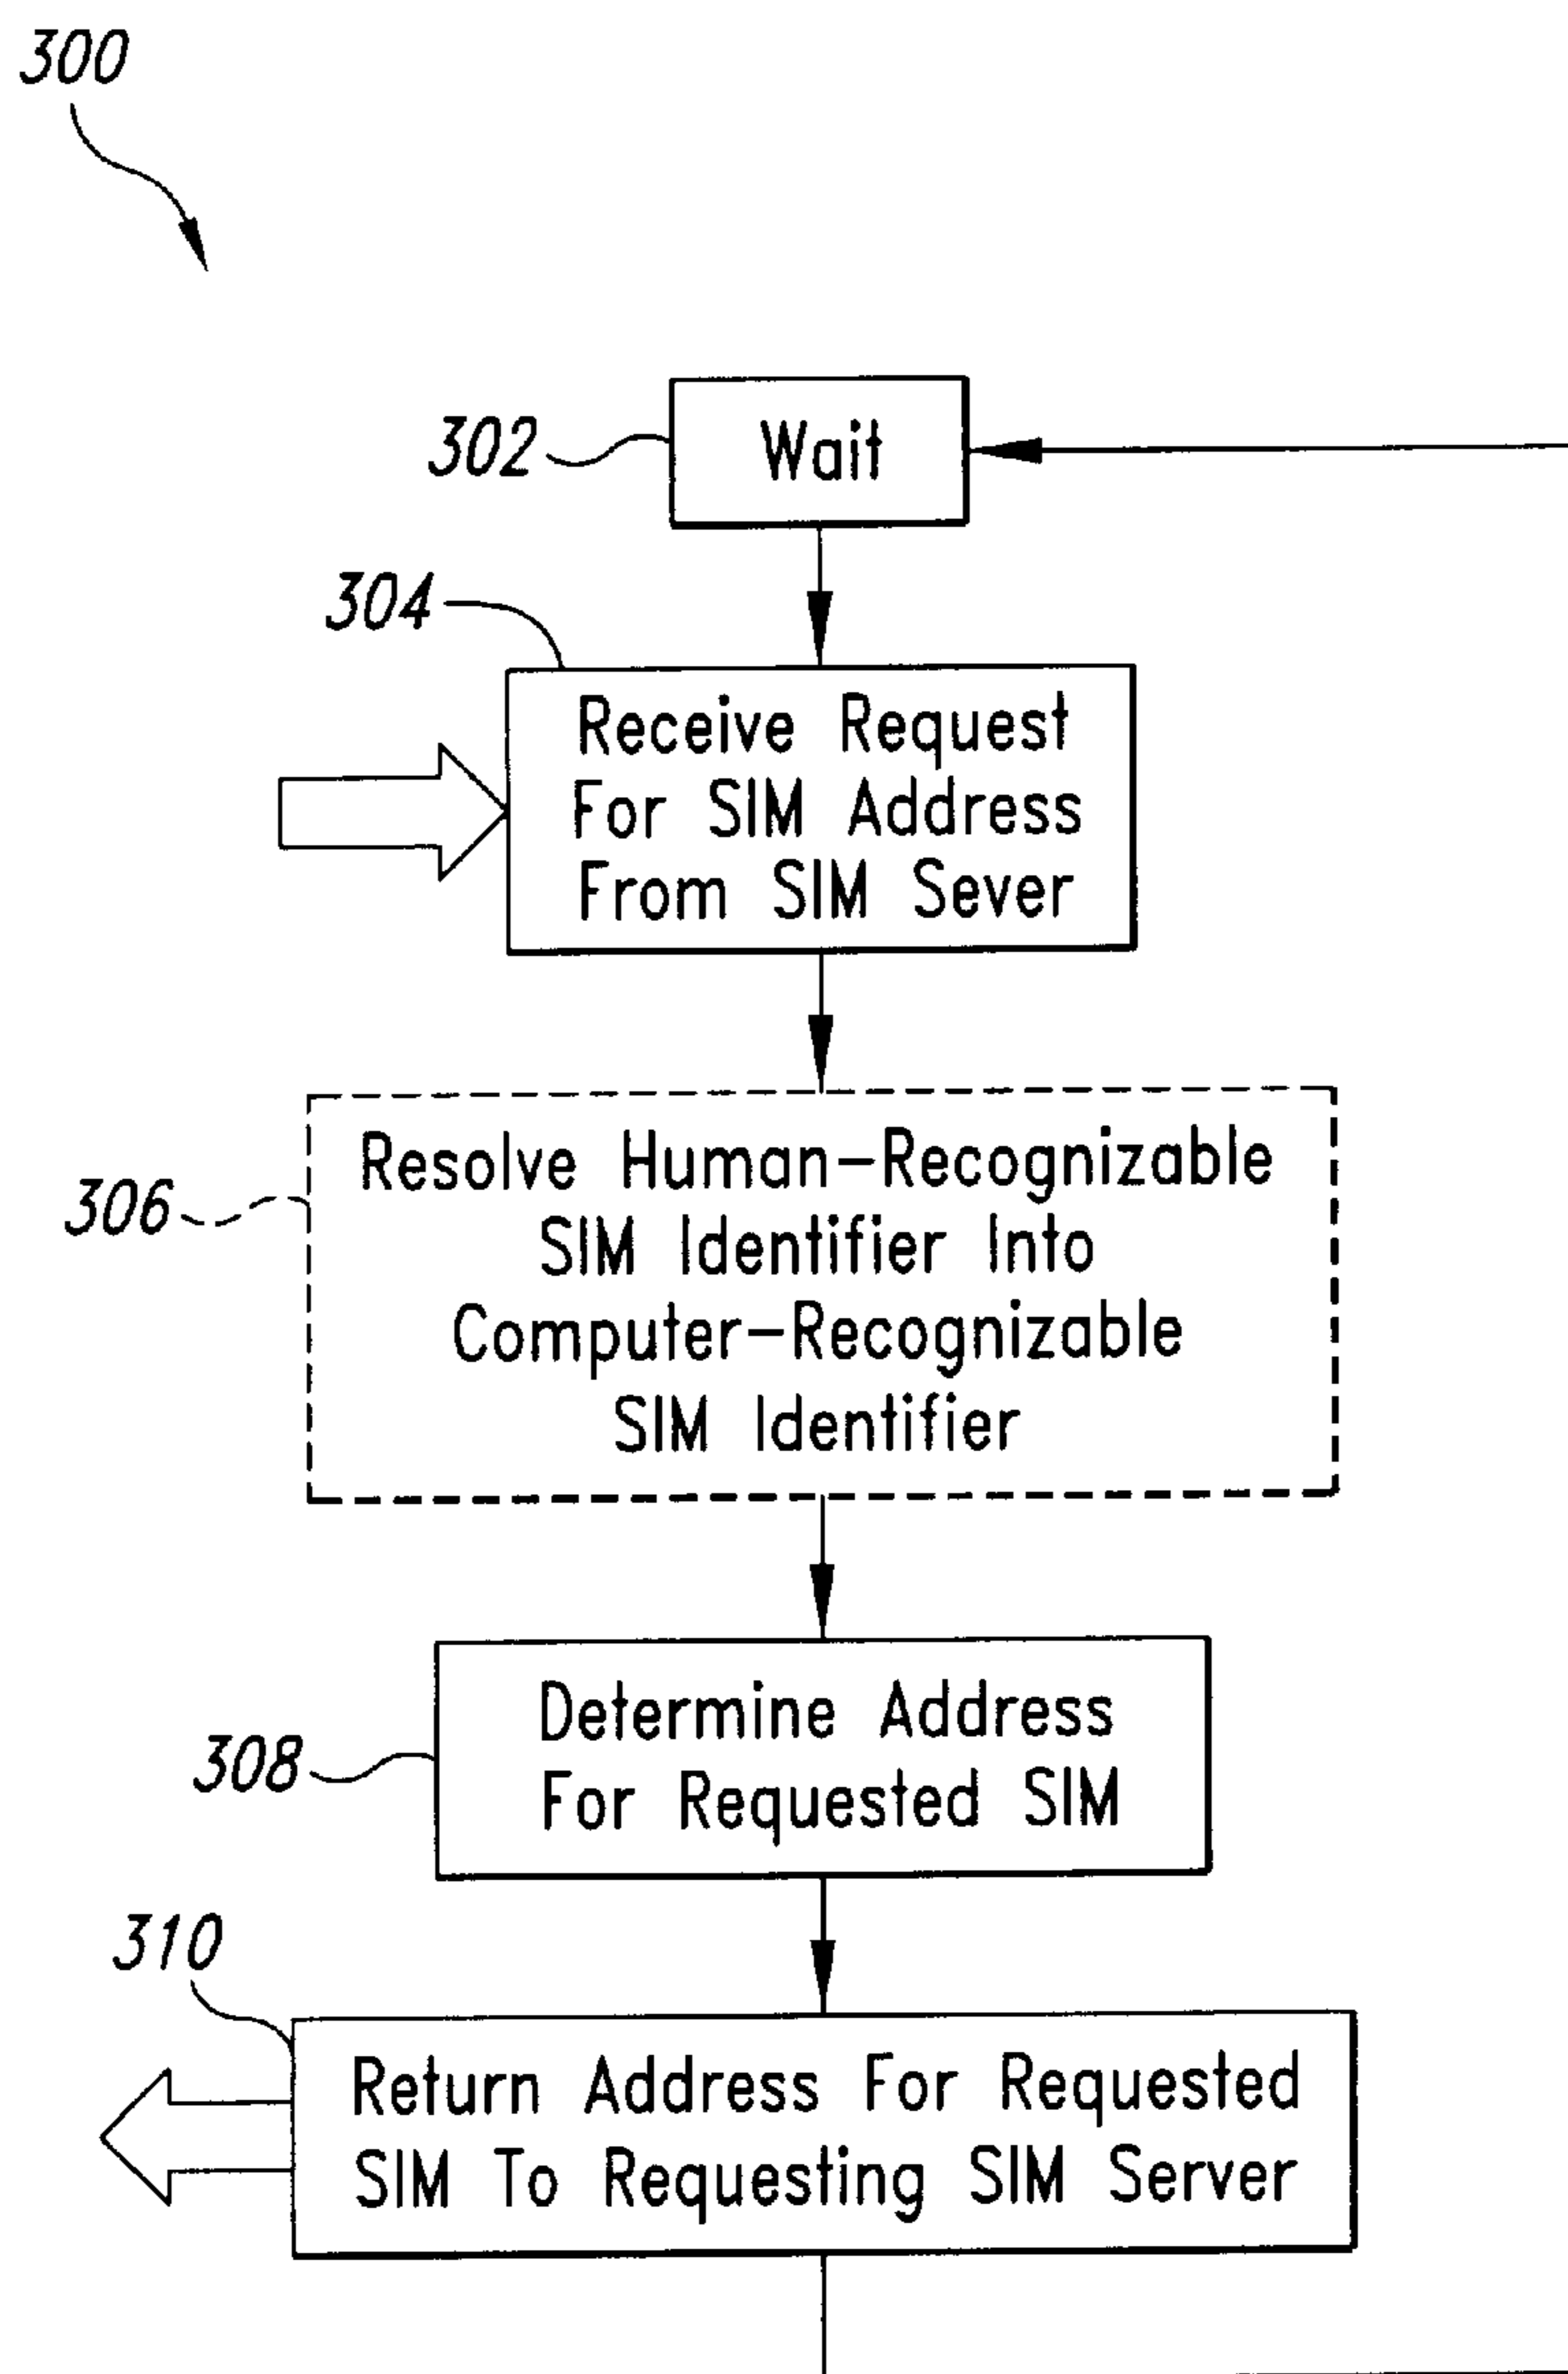 300
302
Wait
304
Receive Request
For SIM Address
From SIM Sever
306
Resolve Human-Recognizable
SIM Identifier Into
Computer-Recognizable
SIM Identifier
308
Determine Address
For Requested SIM
310
Return Address For Requested
SIM To Requesting SIM Server